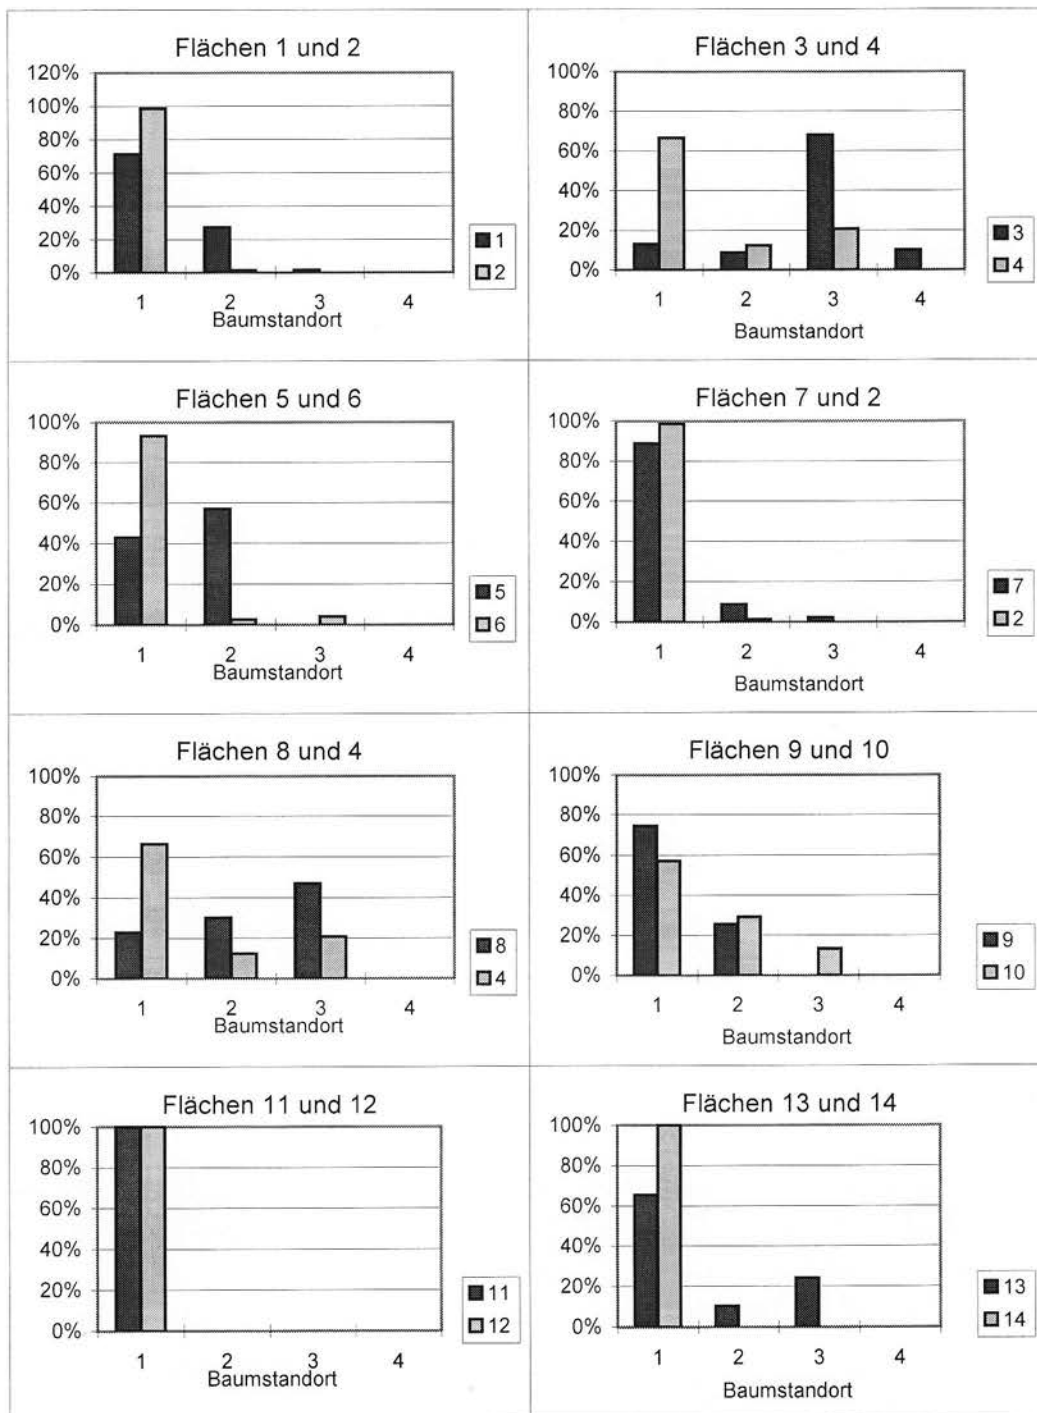 Flächen 1 und 2
120%
100%
80%
60%
40%
20%
0%
1 2 3 4
Baumstandort
1
2
Flächen 3 und 4
100%
80%
60%
40%
20%
0%
1 2 3 4
Baumstandort
3
4
Flächen 5 und 6
100%
80%
60%
40%
20%
0%
1 2 3 4
Baumstandort
5
6
Flächen 7 und 2
100%
80%
60%
40%
20%
0%
1 2 3 4
Baumstandort
7
2
Flächen 8 und 4
100%
80%
60%
40%
20%
0%
1 2 3 4
Baumstandort
8
4
Flächen 9 und 10
100%
80%
60%
40%
20%
0%
1 2 3 4
Baumstandort
9
10
Flächen 11 und 12
100%
80%
60%
40%
20%
0%
1 2 3 4
Baumstandort
11
12
Flächen 13 und 14
100%
80%
60%
40%
20%
0%
1 2 3 4
Baumstandort
13
14